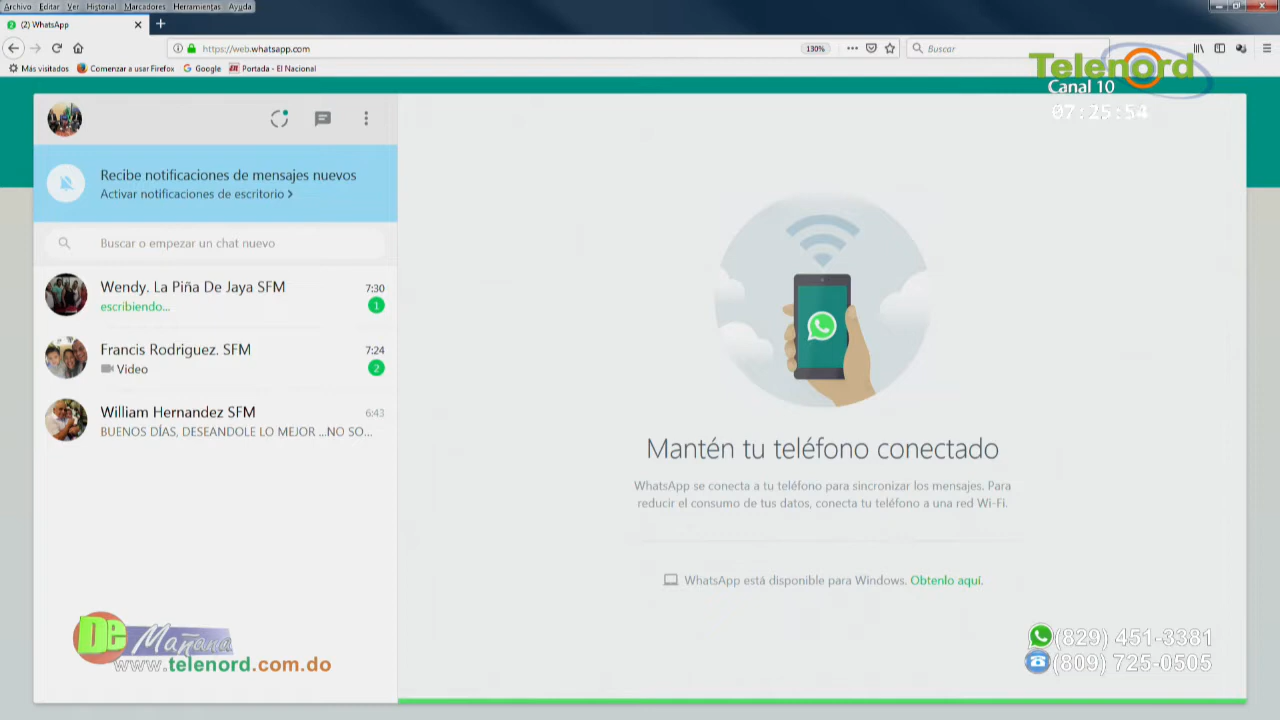 Archivo Editar Ver Historial Marcadores Herramientas Ayuda
(2) WhatsApp
https://web.whatsapp.com
130%
Buscar
Más visitados
Comenzar a usar Firefox
Google
Portada - El Nacional
Telenord
Canal 10
07:25:54
Recibe notificaciones de mensajes nuevos
Activar notificaciones de escritorio >
Buscar o empezar un chat nuevo
Wendy. La Piña De Jaya SFM
7:30
escribiendo...
1
Francis Rodriguez. SFM
7:24
Video
2
William Hernandez SFM
6:43
BUENOS DÍAS, DESEANDOLE LO MEJOR ...NO SO...
Mantén tu teléfono conectado
WhatsApp se conecta a tu teléfono para sincronizar los mensajes. Para
reducir el consumo de tus datos, conecta tu teléfono a una red Wi-Fi.
WhatsApp está disponible para Windows. Obtenlo aquí.
De Mañana
www.telenord.com.do
(829) 451-3381
(809) 725-0505